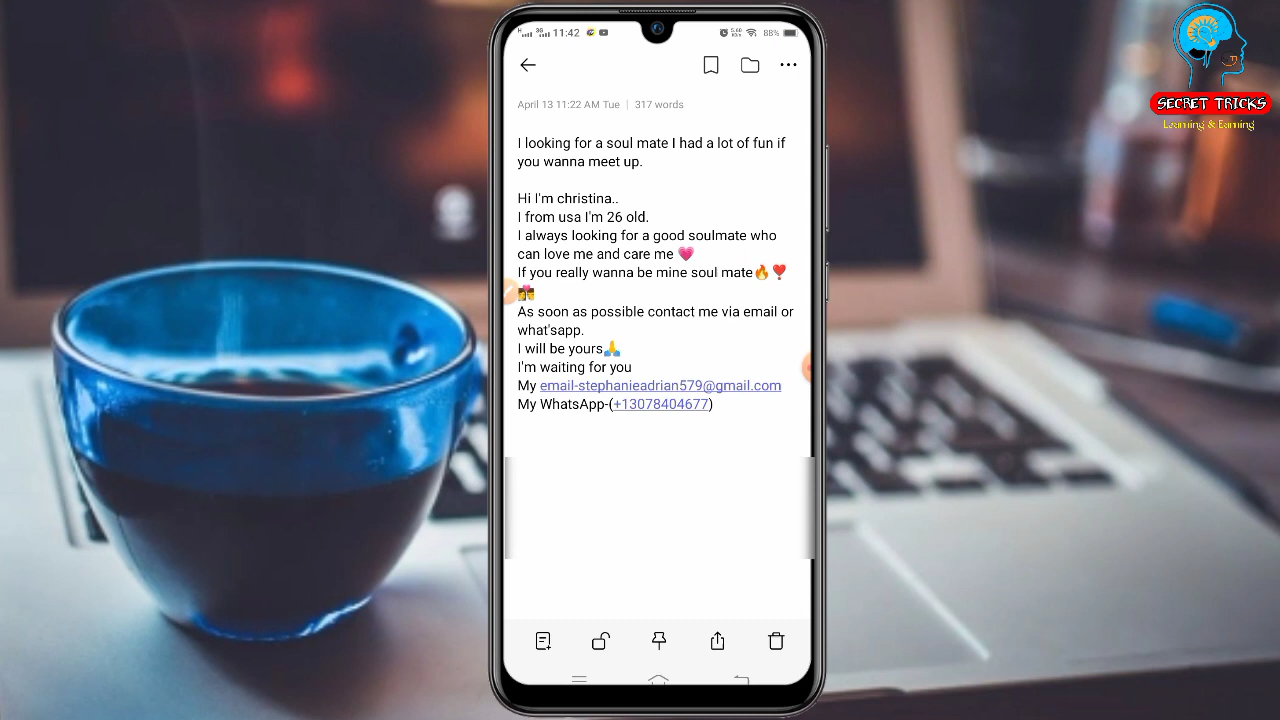 11:42
88%
SECRET TRICKS
Learning & Earning
April 13 11:22 AM Tue | 317 words
I looking for a soul mate I had a lot of fun if
you wanna meet up.
Hi I'm christina..
I from usa I'm 26 old.
I always looking for a good soulmate who
can love me and care me 💗
If you really wanna be mine soul mate🔥❣️
💏
As soon as possible contact me via email or
what'sapp.
I will be yours🙏
I'm waiting for you
My email-stephanieadrian579@gmail.com
My WhatsApp-(+13078404677)